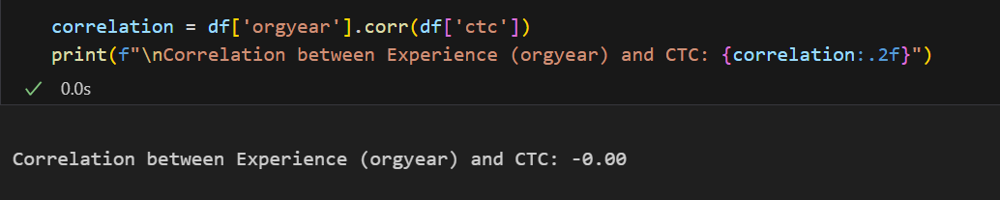 correlation = df['orgyear'].corr(df['ctc'])
print(f"\nCorrelation between Experience (orgyear) and CTC: {correlation:.2f}")
✓ 0.0s
Correlation between Experience (orgyear) and CTC: -0.00